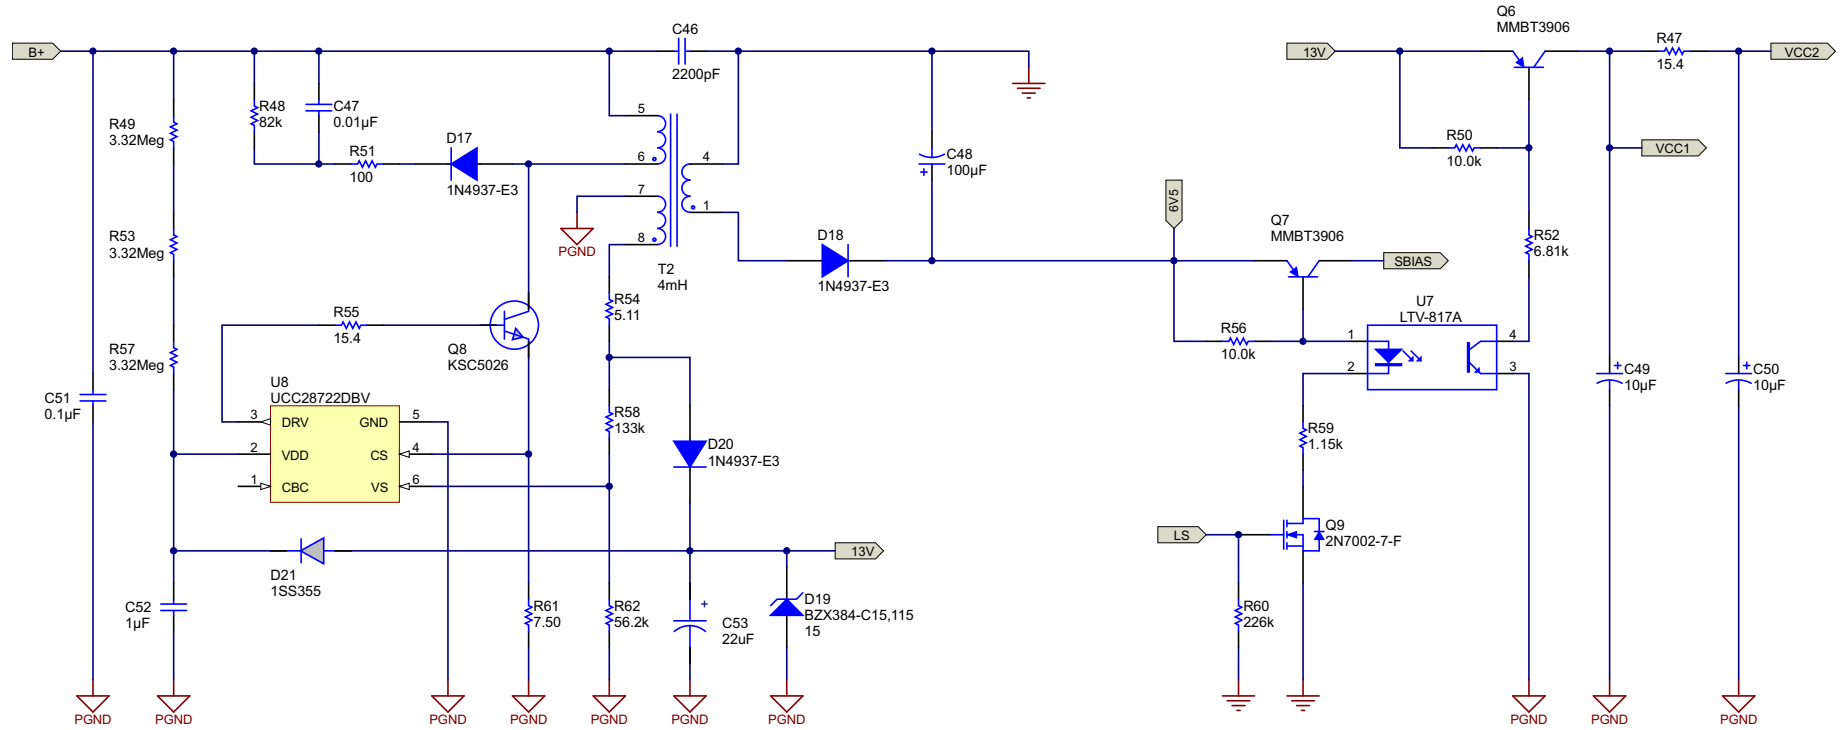 B+
C46
2200pF
R49
3.32Meg
R48
82k
C47
0.01µF
R51
100
D17
1N4937-E3
5
6
7
8
4
1
PGND
T2
4mH
C48
100µF
+
D18
1N4937-E3
R53
3.32Meg
R55
15.4
Q8
KSC5026
R54
5.11
R57
3.32Meg
C51
0.1µF
U8
UCC28722DBV
3
DRV
GND
5
2
VDD
CS
4
1
CBC
VS
6
R58
133k
D20
1N4937-E3
D21
1SS355
13V
C52
1µF
R61
7.50
R62
56.2k
+
C53
22uF
D19
BZX384-C15,115
15
PGND
PGND
PGND
PGND
PGND
PGND
PGND
13V
Q6
MMBT3906
R47
15.4
VCC2
R50
10.0k
VCC1
6V5
Q7
MMBT3906
SBIAS
R52
6.81k
U7
LTV-817A
R56
10.0k
1
2
4
3
+
C49
10µF
+
C50
10µF
R59
1.15k
LS
Q9
2N7002-7-F
R60
226k
PGND
PGND
PGND